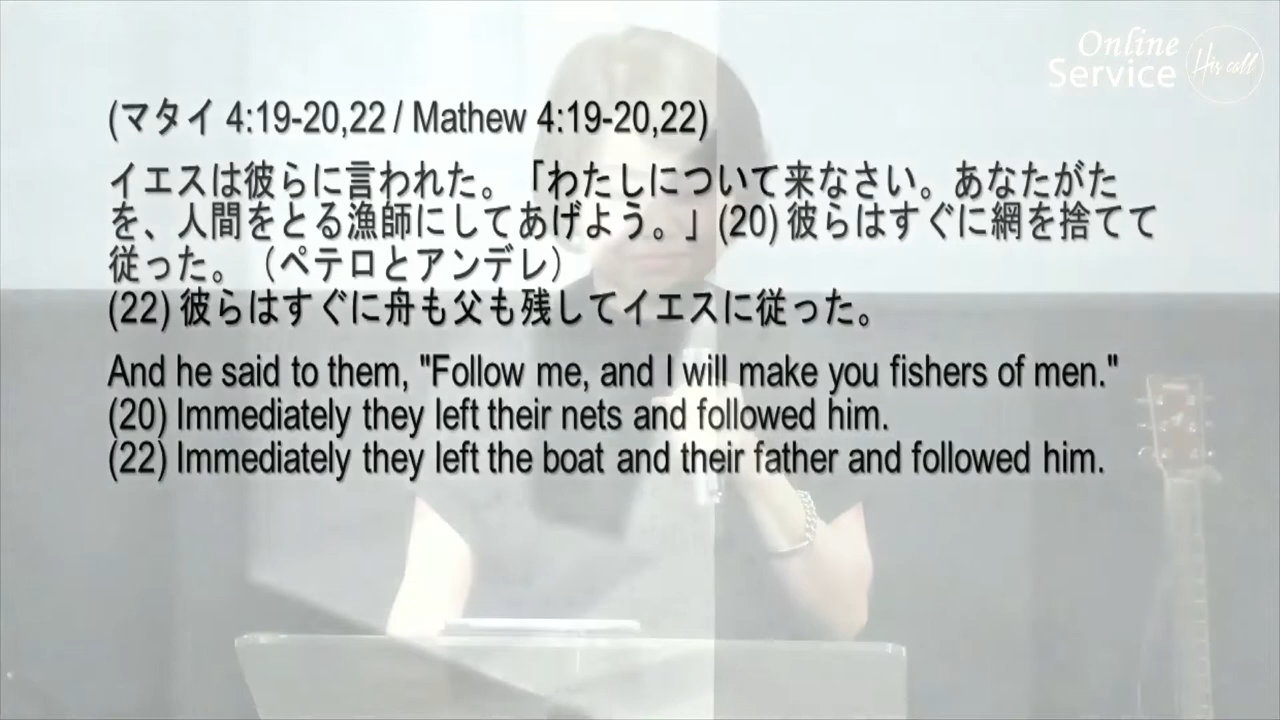 Online
Service
His call
(マタイ 4:19-20,22 / Mathew 4:19-20,22)
イエスは彼らに言われた。「わたしについて来なさい。あなたがた
を、人間をとる漁師にしてあげよう。」(20) 彼らはすぐに網を捨てて
従った。（ペテロとアンデレ）
(22) 彼らはすぐに舟も父も残してイエスに従った。
And he said to them, "Follow me, and I will make you fishers of men."
(20) Immediately they left their nets and followed him.
(22) Immediately they left the boat and their father and followed him.